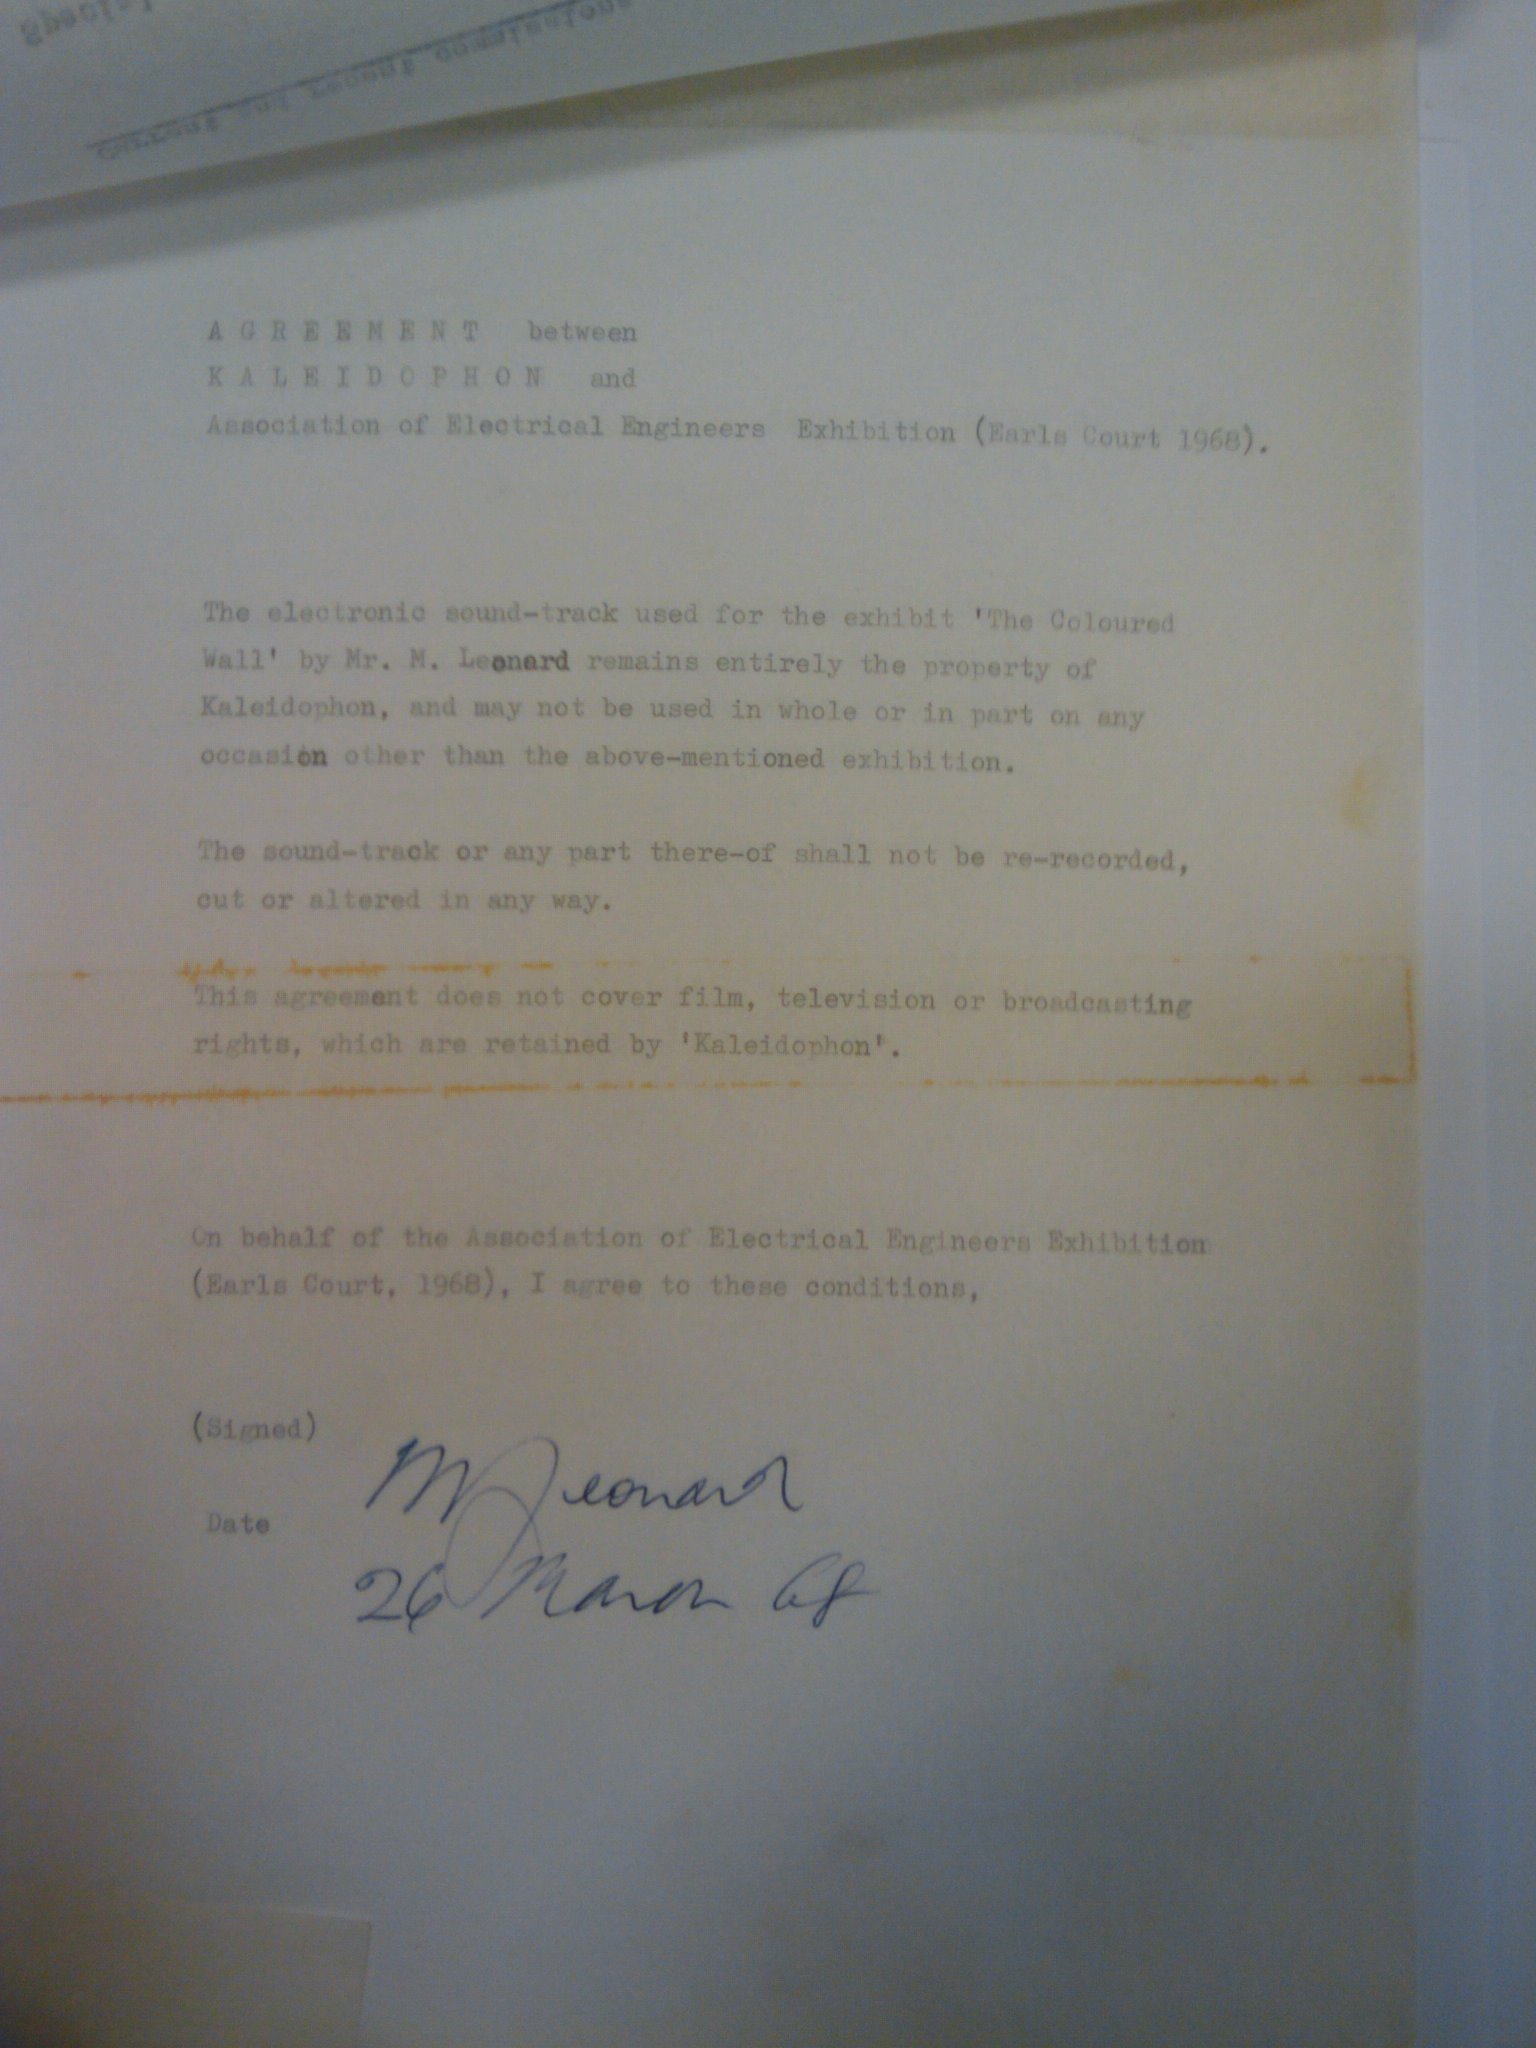 Special
Current and recent commissions
A G R E E M E N T between
K A L E I D O P H O N and
Association of Electrical Engineers Exhibition (Earls Court 1968).
The electronic sound-track used for the exhibit 'The Coloured
Wall' by Mr. M. Leonard remains entirely the property of
Kaleidophon, and may not be used in whole or in part on any
occasion other than the above-mentioned exhibition.
The sound-track or any part there-of shall not be re-recorded,
cut or altered in any way.
This agreement does not cover film, television or broadcasting
rights, which are retained by 'Kaleidophon'.
On behalf of the Association of Electrical Engineers Exhibition
(Earls Court, 1968), I agree to these conditions,
(Signed)
M Leonard
Date
26 March 68